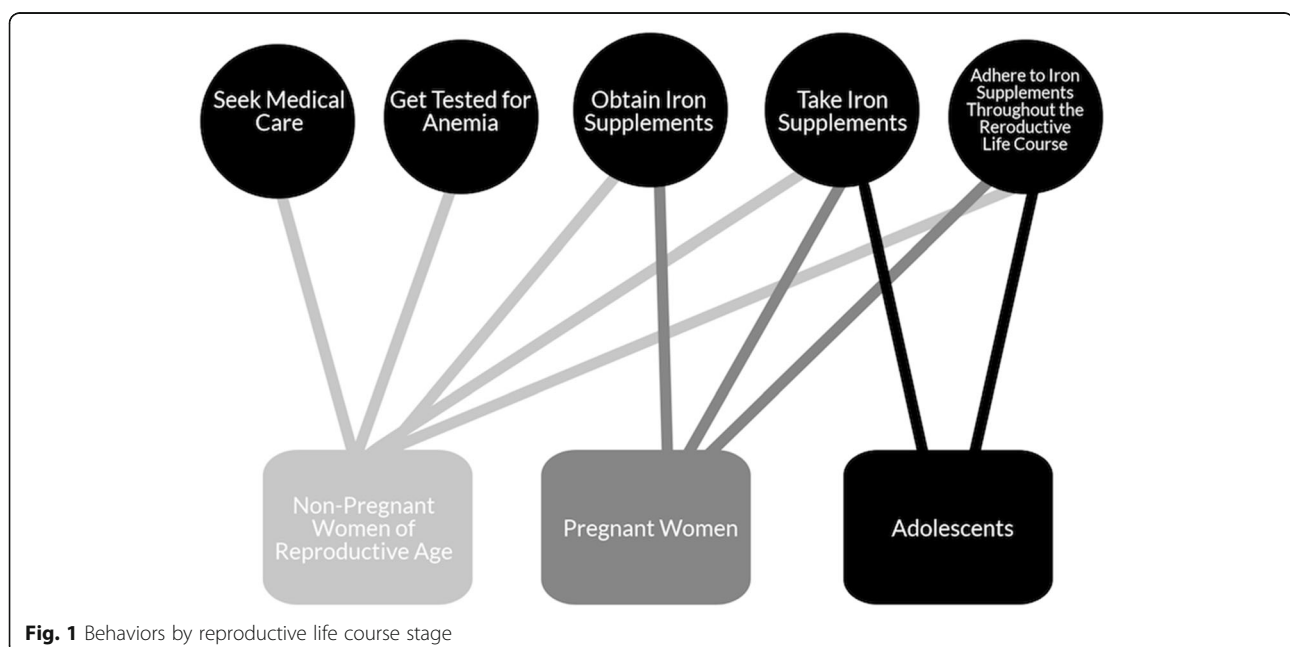 Seek Medical
Care
Get Tested for
Anemia
Obtain Iron
Supplements
Take Iron
Supplements
Adhere to Iron
Supplements
Throughout the
Reroductive
Life Course
Non-Pregnant
Women of
Reproductive Age
Pregnant Women
Adolescents
Fig. 1 Behaviors by reproductive life course stage